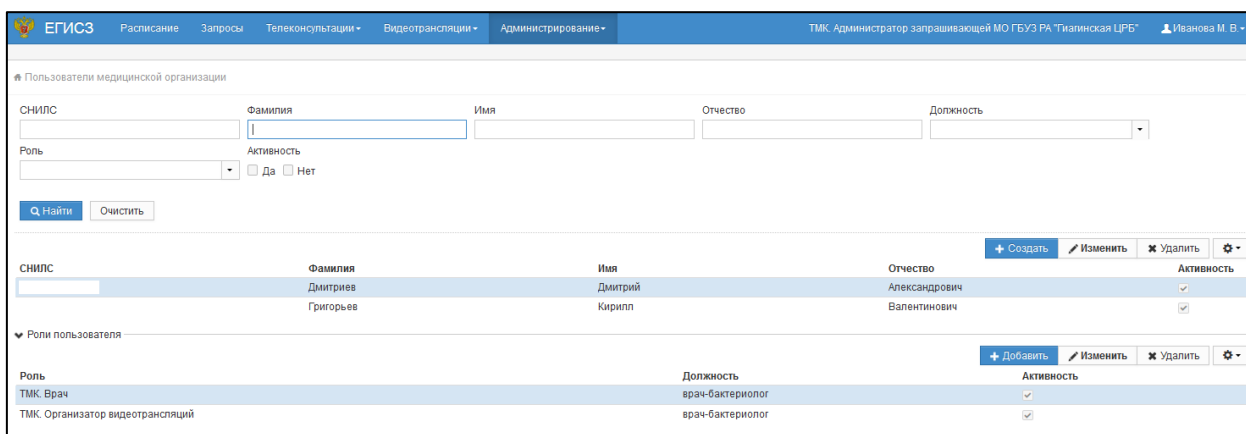 ЕГИСЗ Расписание Запросы Телеконсультации Видеотрансляции Администрирование ТМК. Администратор запрашивающей МО ГБУЗ РА "Гиагинская ЦРБ" Иванова М. В.
Пользователи медицинской организации
СНИЛС Фамилия Имя Отчество Должность
Роль Активность
Да Нет
Найти Очистить
Создать Изменить Удалить
СНИЛС Фамилия Имя Отчество Активность
Дмитриев Дмитрий Александрович
Григорьев Кирилл Валентинович
Роли пользователя
Добавить Изменить Удалить
Роль Должность Активность
ТМК. Врач врач-бактериолог
ТМК. Организатор видеотрансляций врач-бактериолог